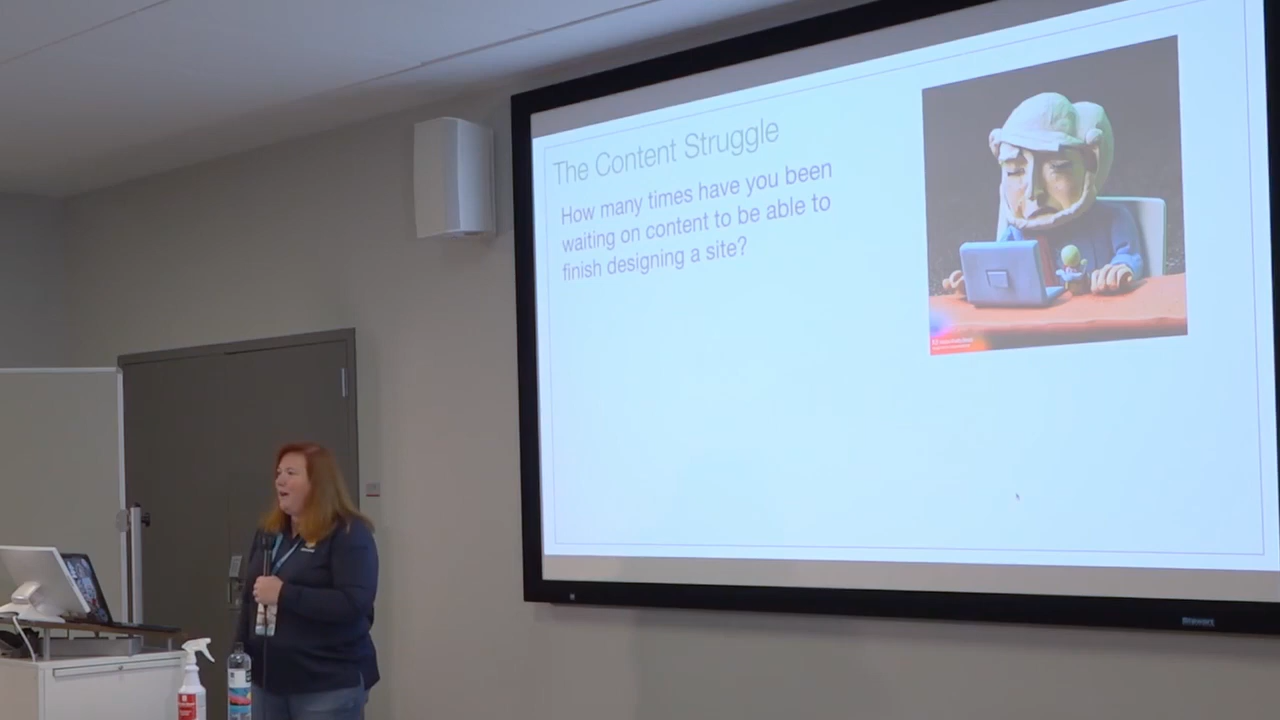 The Content Struggle
How many times have you been
waiting on content to be able to
finish designing a site?
Stewart